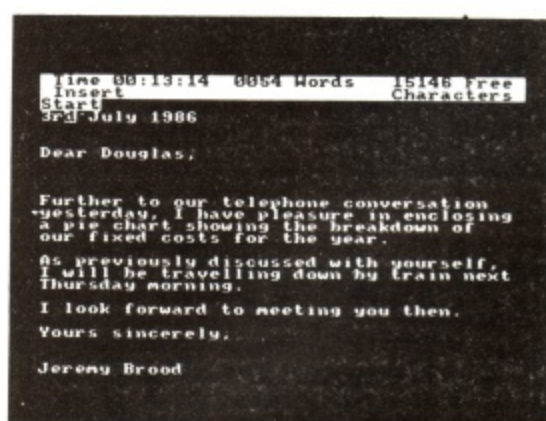 Time 00:13:14 0054 Words 15146 Free
Insert Characters
Start
3rd July 1986
Dear Douglas,
Further to our telephone conversation
yesterday, I have pleasure in enclosing
a pie chart showing the breakdown of
our fixed costs for the year.
As previously discussed with yourself,
I will be travelling down by train next
Thursday morning.
I look forward to meeting you then.
Yours sincerely,
Jeremy Brood